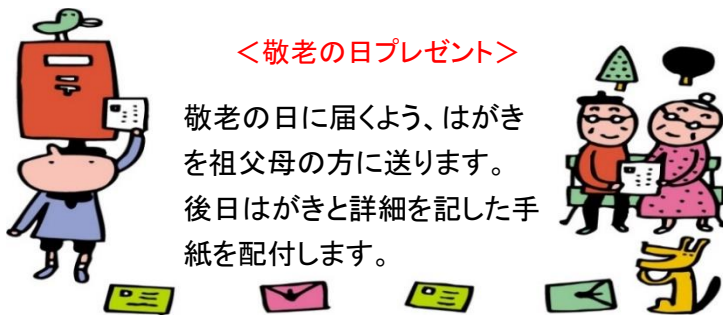 ＜敬老の日プレゼント＞
敬老の日に届くよう、はがき
を祖父母の方に送ります。
後日はがきと詳細を記した手
紙を配付します。